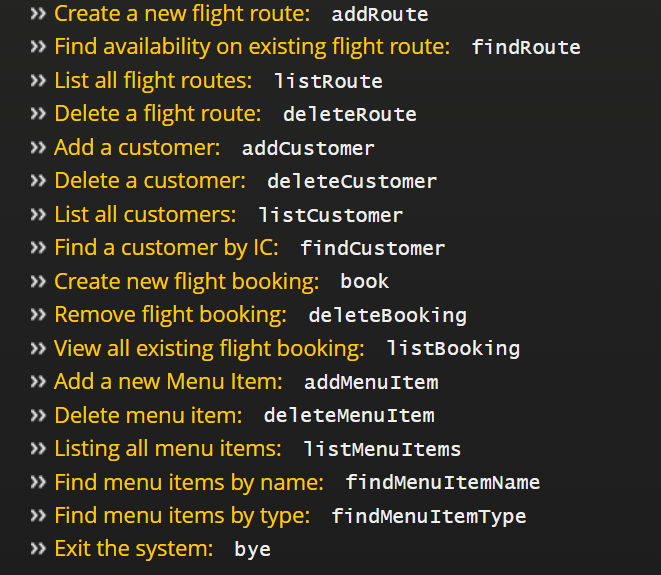 » Create a new flight route: addRoute
» Find availability on existing flight route: findRoute
» List all flight routes: listRoute
» Delete a flight route: deleteRoute
» Add a customer: addCustomer
» Delete a customer: deleteCustomer
» List all customers: listCustomer
» Find a customer by IC: findCustomer
» Create new flight booking: book
» Remove flight booking: deleteBooking
» View all existing flight booking: listBooking
» Add a new Menu Item: addMenuItem
» Delete menu item: deleteMenuItem
» Listing all menu items: listMenuItems
» Find menu items by name: findMenuItemName
» Find menu items by type: findMenuItemType
» Exit the system: bye